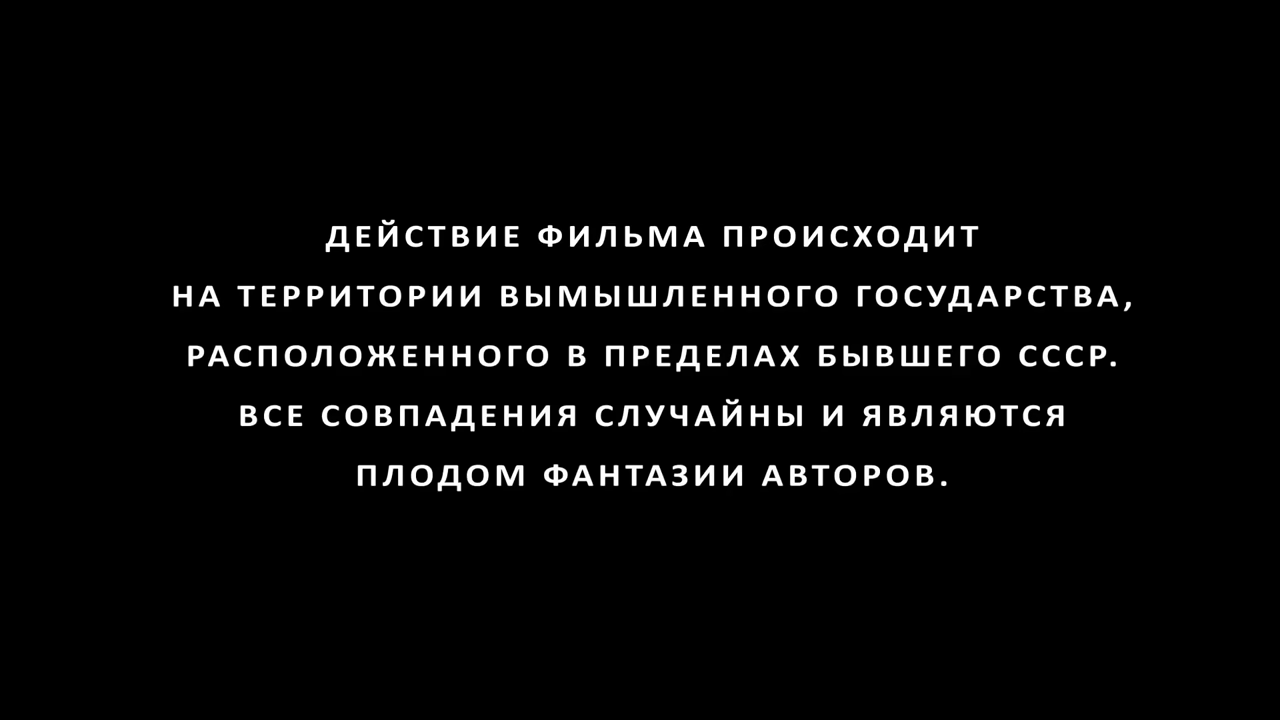 ДЕЙСТВИЕ ФИЛЬМА ПРОИСХОДИТ
НА ТЕРРИТОРИИ ВЫМЫШЛЕННОГО ГОСУДАРСТВА,
РАСПОЛОЖЕННОГО В ПРЕДЕЛАХ БЫВШЕГО СССР.
ВСЕ СОВПАДЕНИЯ СЛУЧАЙНЫ И ЯВЛЯЮТСЯ
ПЛОДОМ ФАНТАЗИИ АВТОРОВ.